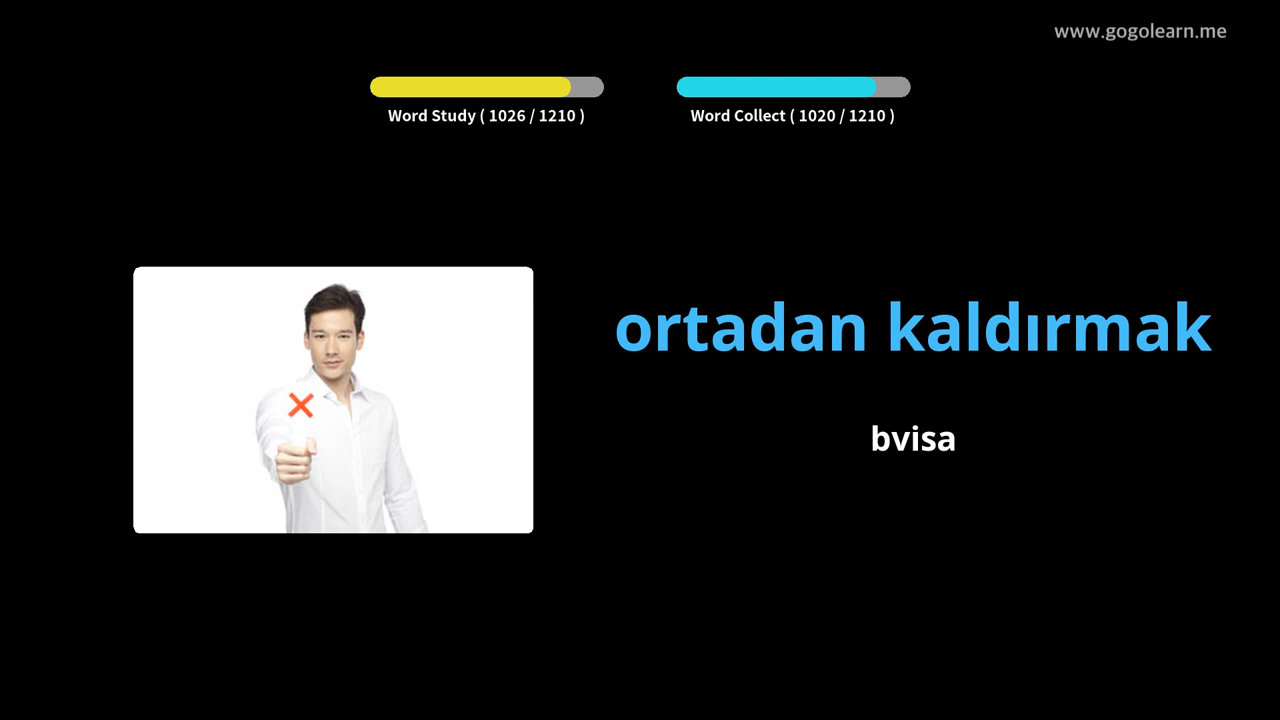 www.gogolearn.me
Word Study ( 1026 / 1210 )
Word Collect ( 1020 / 1210 )
ortadan kaldırmak
bvisa